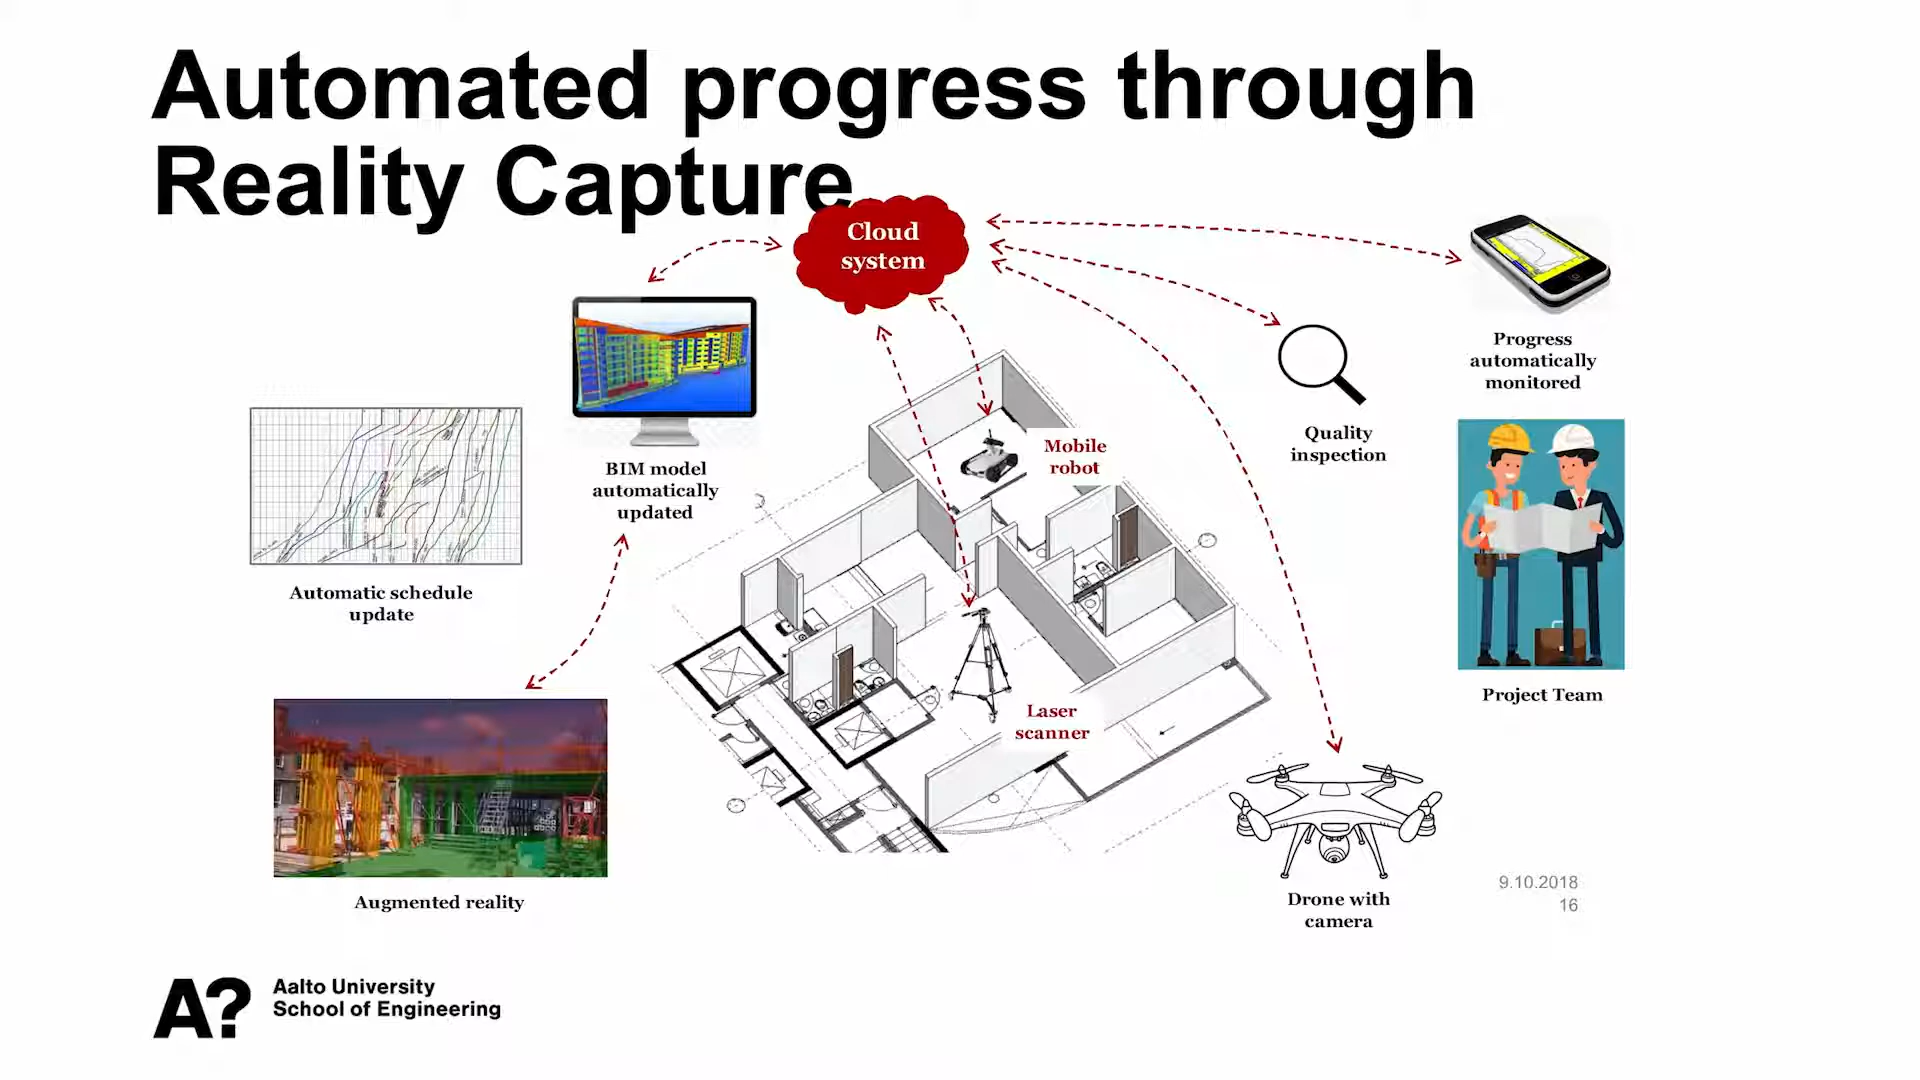 Automated progress through
Reality Capture
Cloud
system
Progress
automatically
monitored
Quality
inspection
Mobile
robot
BIM model
automatically
updated
Automatic schedule
update
Project Team
Laser
scanner
9.10.2018
16
Drone with
camera
Augmented reality
A?
Aalto University
School of Engineering